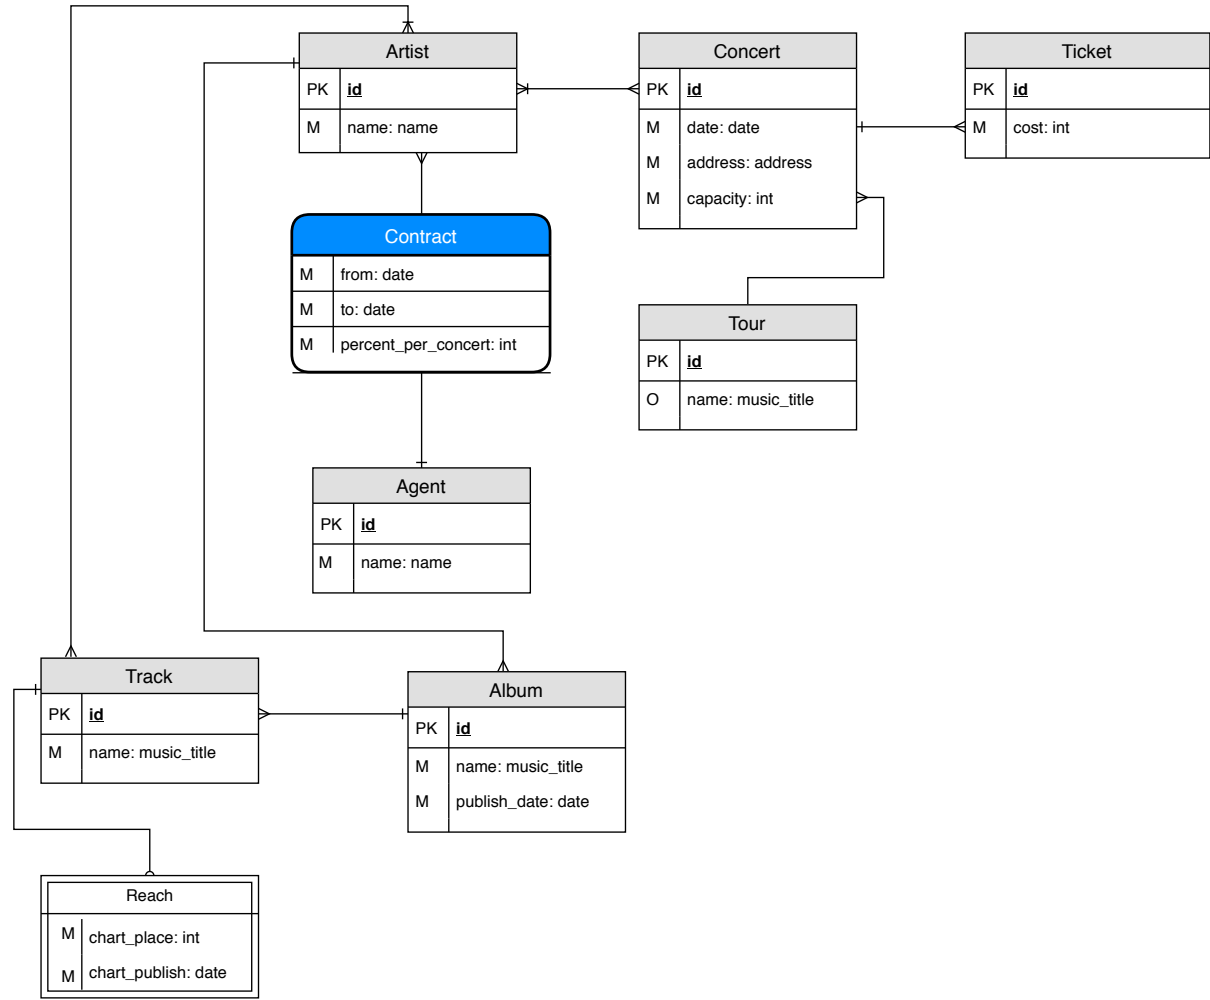 Artist
PK id
M name: name
Concert
PK id
M date: date
M address: address
M capacity: int
Ticket
PK id
M cost: int
Contract
M from: date
M to: date
M percent_per_concert: int
Tour
PK id
O name: music_title
Agent
PK id
M name: name
Track
PK id
M name: music_title
Album
PK id
M name: music_title
M publish_date: date
Reach
M chart_place: int
M chart_publish: date